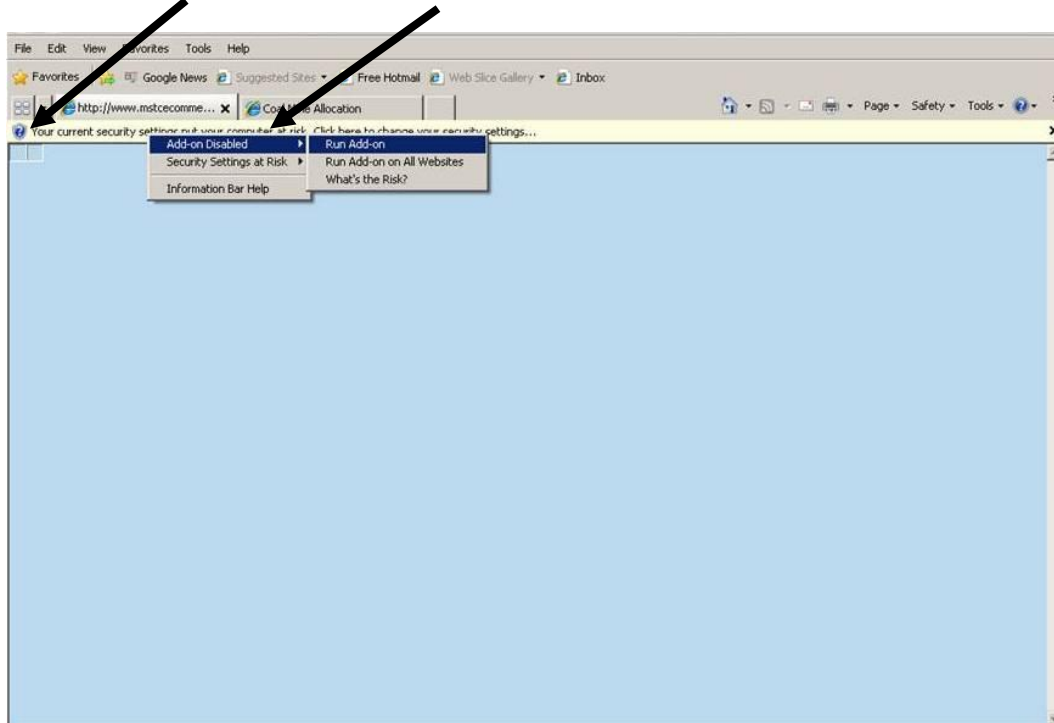 File Edit View Favorites Tools Help
Favorites Google News Suggested Sites Free Hotmail Web Slice Gallery Inbox
http://www.mstcecomme... Coal Mine Allocation Page Safety Tools
Your current security settings put your computer at risk. Click here to change your security settings...
Add-on Disabled Run Add-on
Security Settings at Risk Run Add-on on All Websites
What's the Risk?
Information Bar Help